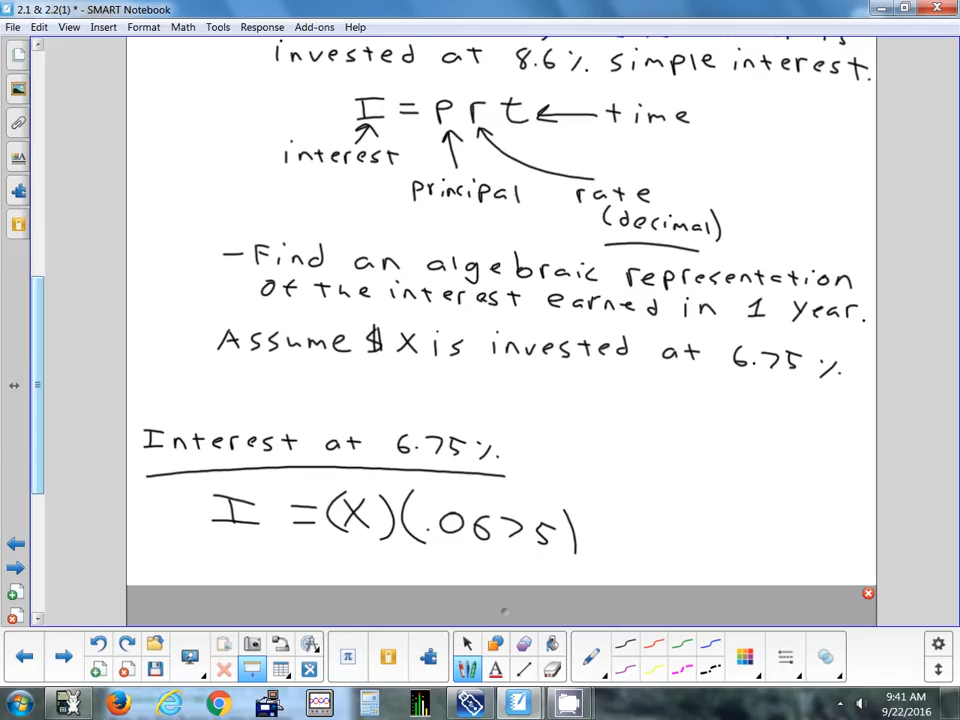 2.1 & 2.2(1) * - SMART Notebook
File Edit View Insert Format Math Tools Response Add-ons Help
invested at 8.6% simple interest.
I = p r t ← time
interest
principal rate
(decimal)
- Find an algebraic representation
of the interest earned in 1 year.
Assume $ X is invested at 6.75 %
Interest at 6.75%
I = (X)(.0675)
9:41 AM
9/22/2016